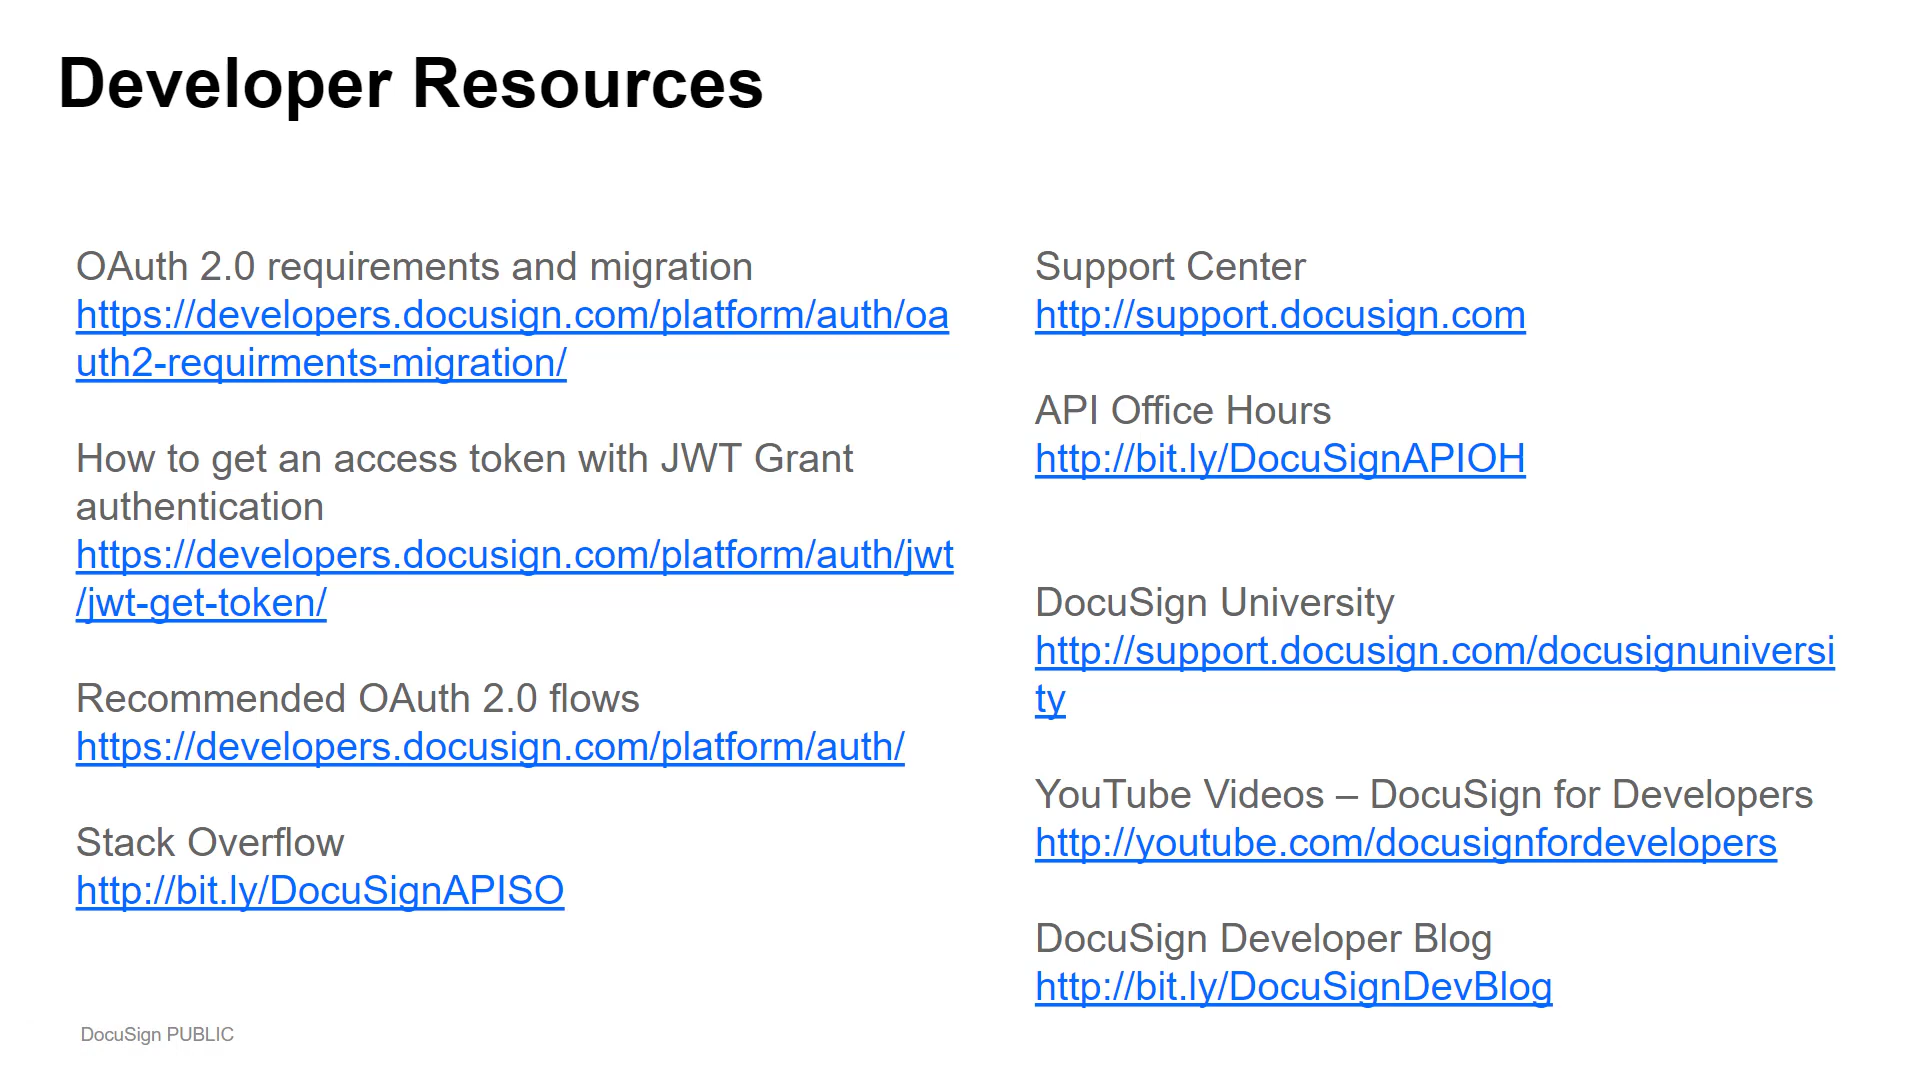 Developer Resources
OAuth 2.0 requirements and migration
https://developers.docusign.com/platform/auth/oa
uth2-requirments-migration/
How to get an access token with JWT Grant
authentication
https://developers.docusign.com/platform/auth/jwt
/jwt-get-token/
Recommended OAuth 2.0 flows
https://developers.docusign.com/platform/auth/
Stack Overflow
http://bit.ly/DocuSignAPISO
Support Center
http://support.docusign.com
API Office Hours
http://bit.ly/DocuSignAPIOH
DocuSign University
http://support.docusign.com/docusignuniversi
ty
YouTube Videos – DocuSign for Developers
http://youtube.com/docusignfordevelopers
DocuSign Developer Blog
http://bit.ly/DocuSignDevBlog
DocuSign PUBLIC